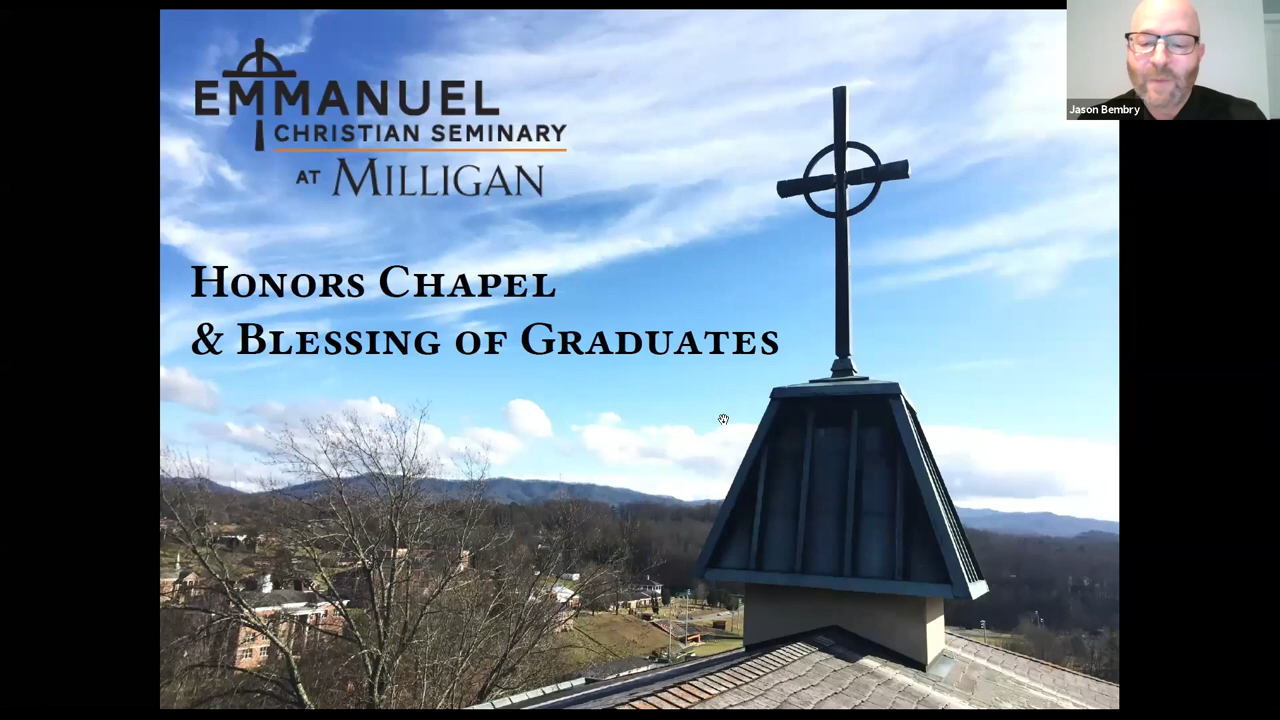 EMMANUEL
CHRISTIAN SEMINARY
AT MILLIGAN
Honors Chapel
& Blessing of Graduates
Jason Bembry